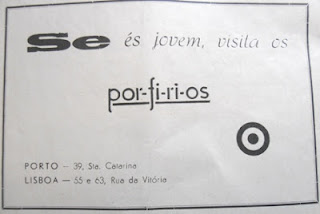 Se és jovem, visita os
por-fi-ri-os
PORTO – 39, Sta. Catarina
LISBOA – 55 e 63, Rua da Vitória